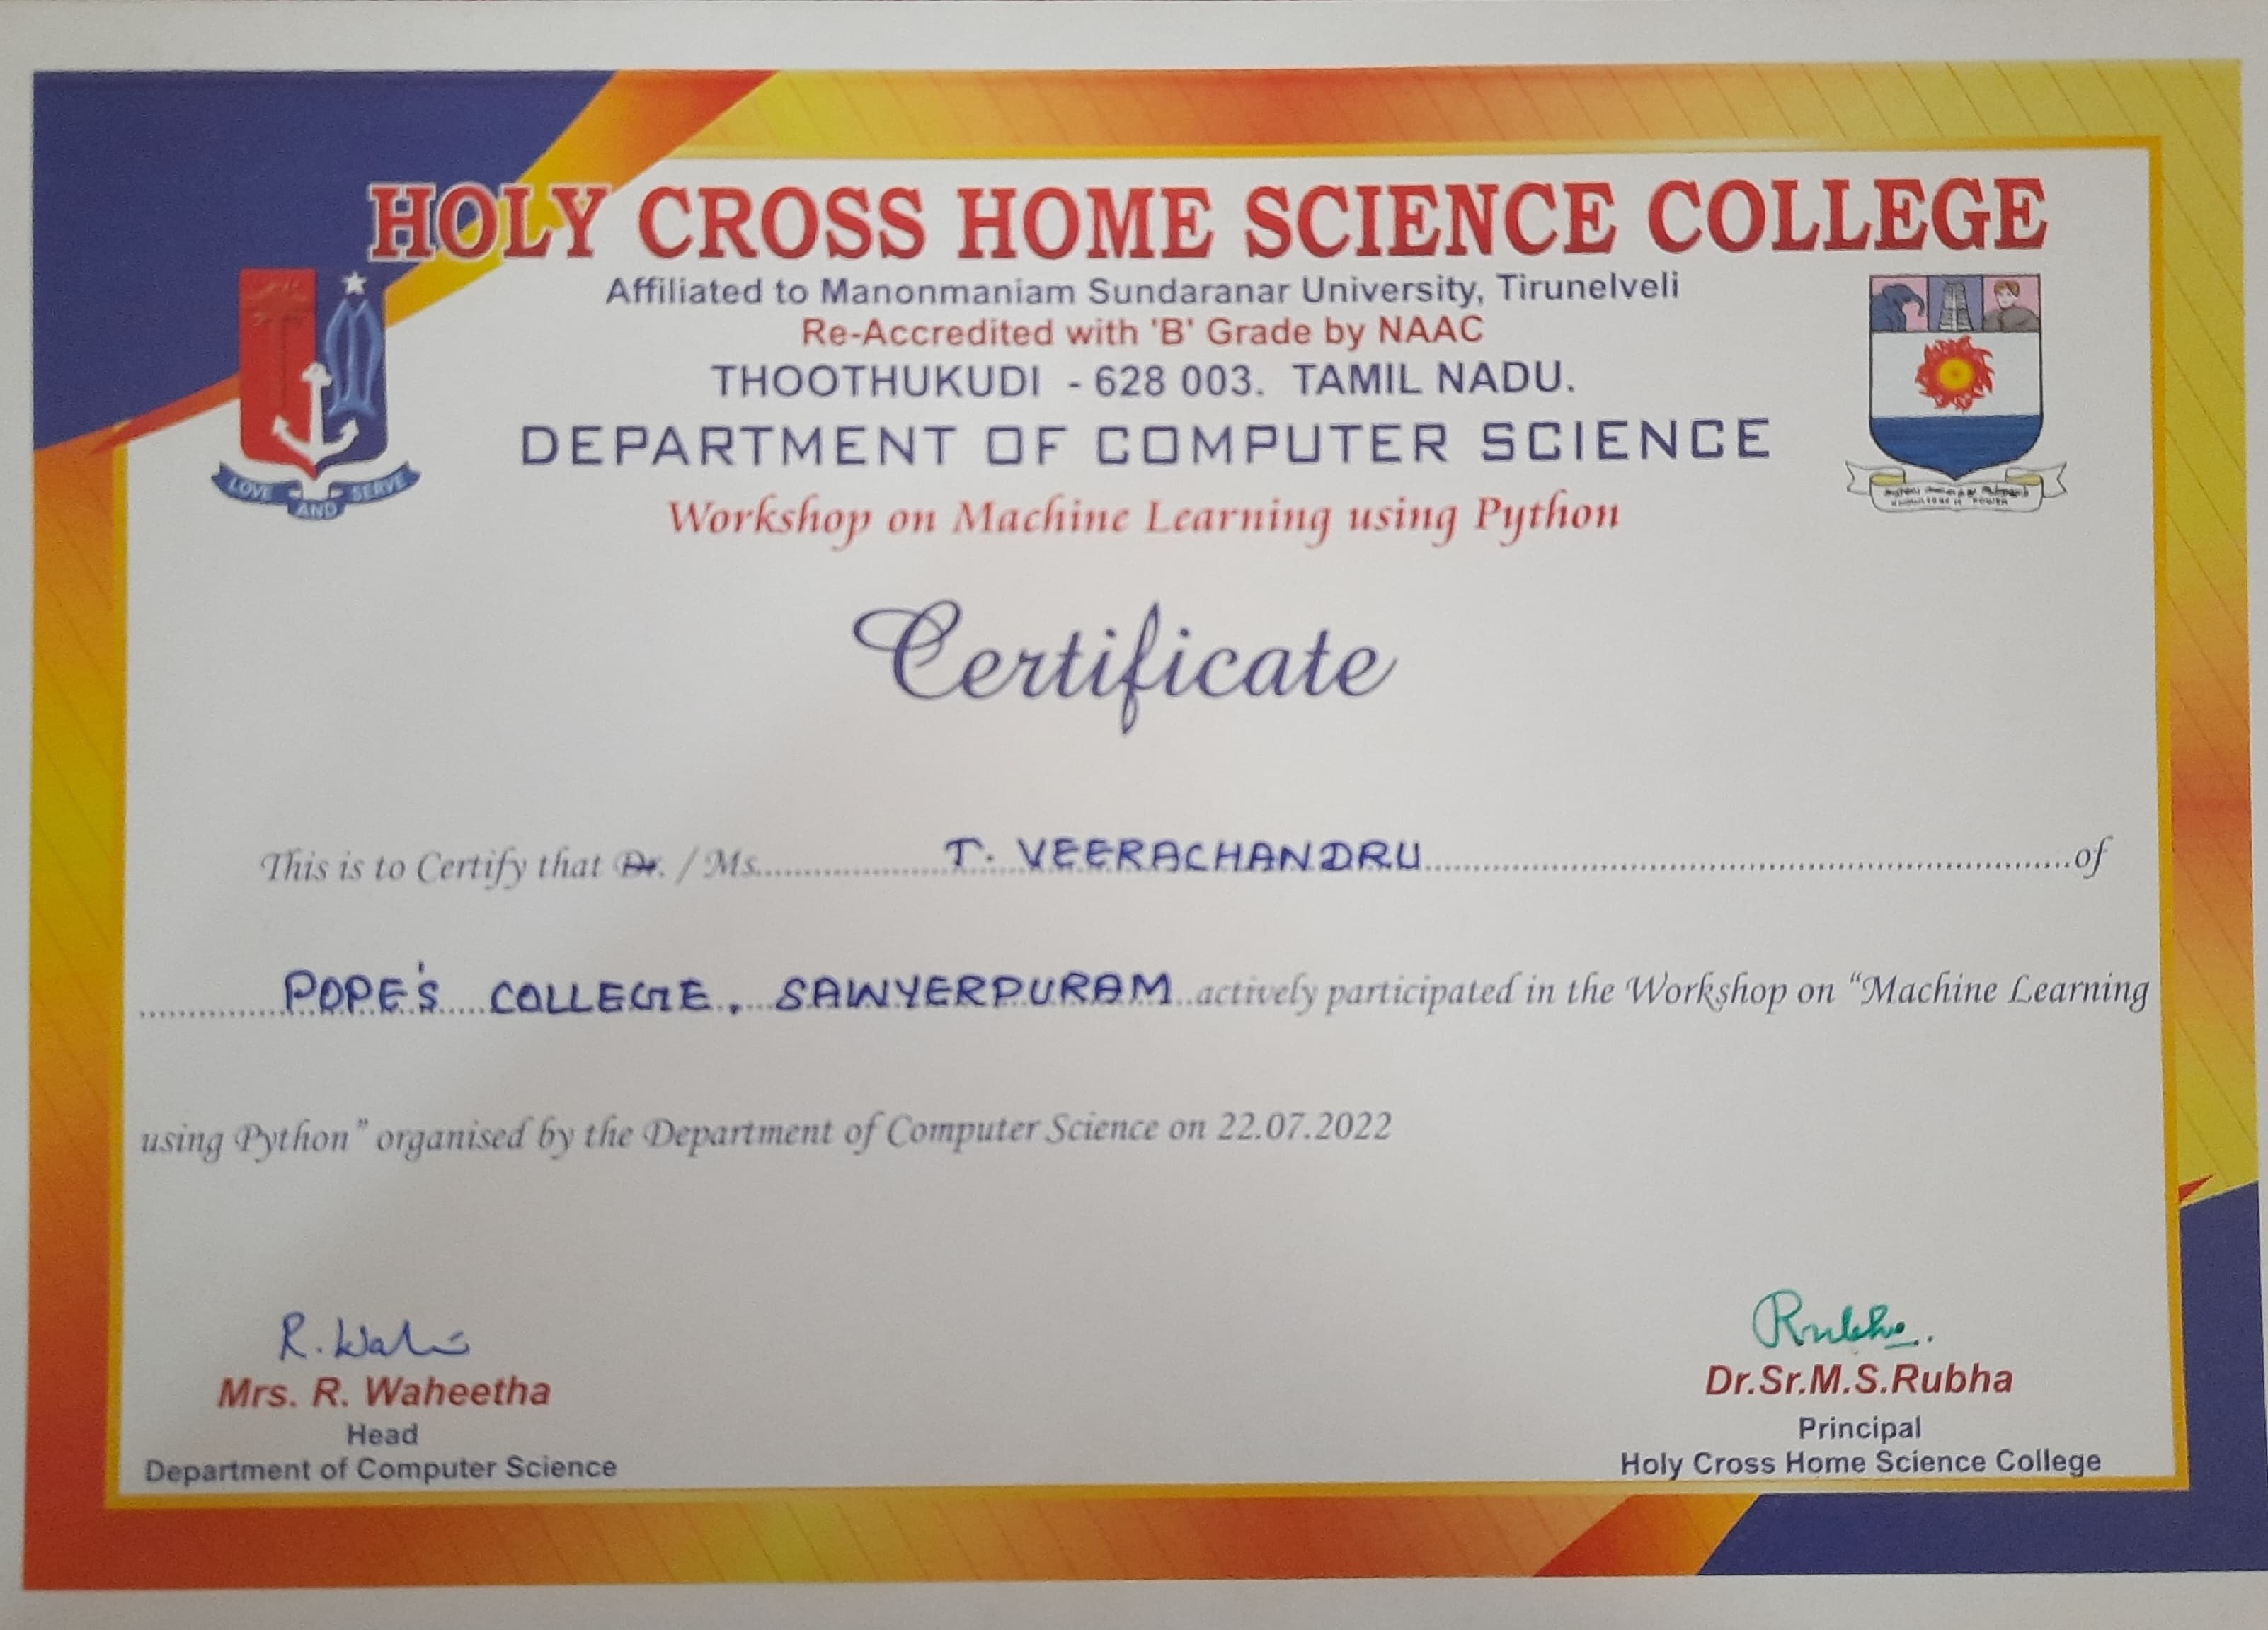 HOLY CROSS HOME SCIENCE COLLEGE
Affiliated to Manonmaniam Sundaranar University, Tirunelveli
Re-Accredited with 'B' Grade by NAAC
THOOTHUKUDI - 628 003. TAMIL NADU.
DEPARTMENT OF COMPUTER SCIENCE
LOVE AND SERVE
KNOWLEDGE IS POWER
Workshop on Machine Learning using Python
Certificate
This is to Certify that Dr. / Ms. T. VEERACHANDRU of
POPE'S COLLEGE, SAWYERPURAM actively participated in the Workshop on “Machine Learning
using Python” organised by the Department of Computer Science on 22.07.2022
R. Wah
Rubha.
Mrs. R. Waheetha
Dr.Sr.M.S.Rubha
Head
Principal
Department of Computer Science
Holy Cross Home Science College